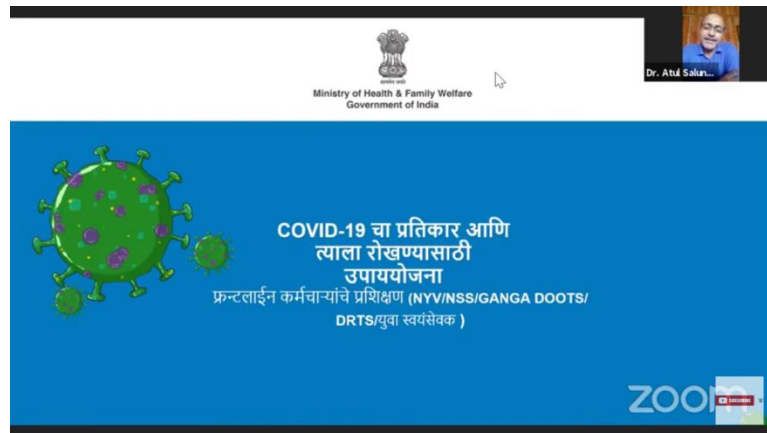 Ministry of Health & Family Welfare
Government of India
Dr. Atul Salun...
COVID-19 चा प्रतिकार आणि
त्याला रोखण्यासाठी
उपाययोजना
फ्रन्टलाईन कर्मचाऱ्यांचे प्रशिक्षण (NYV/NSS/GANGA DOOTS/
DRTS/युवा स्वयंसेवक )
zoom
SUBSCRIBE